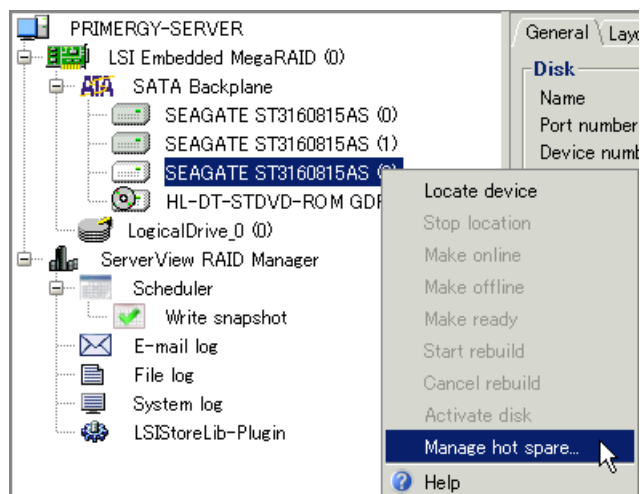 PRIMERGY-SERVER
LSI Embedded MegaRAID (0)
ATA SATA Backplane
SEAGATE ST3160815AS (0)
SEAGATE ST3160815AS (1)
SEAGATE ST3160815AS
HL-DT-STDVD-ROM
LogicalDrive_0 (0)
ServerView RAID Manager
Scheduler
Write snapshot
E-mail log
File log
System log
LSIStoreLib-Plugin
General
Disk
Name
Port number
Device
Locate device
Stop location
Make online
Make offline
Make ready
Start rebuild
Cancel rebuild
Activate disk
Manage hot spare...
Help